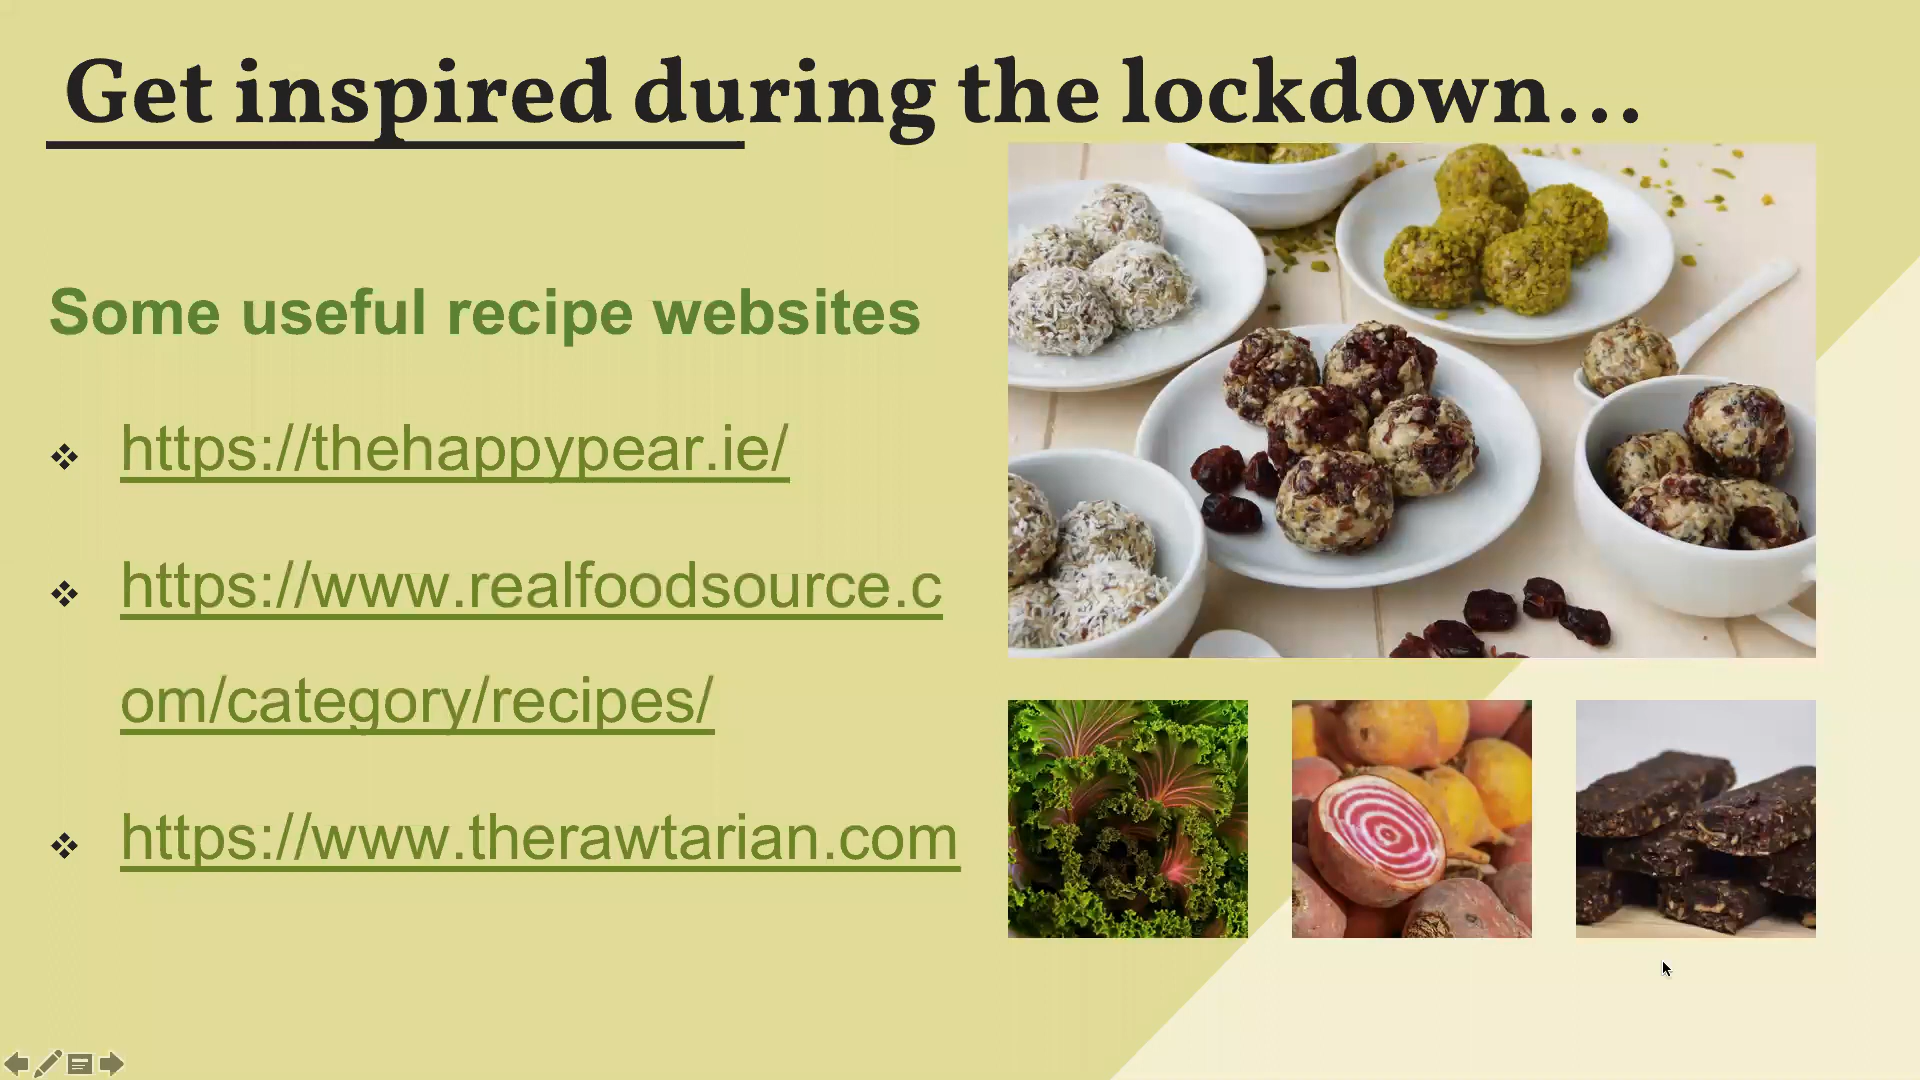 Get inspired during the lockdown...
Some useful recipe websites
❖ https://thehappypear.ie/
❖ https://www.realfoodsource.c
om/category/recipes/
❖ https://www.therawtarian.com